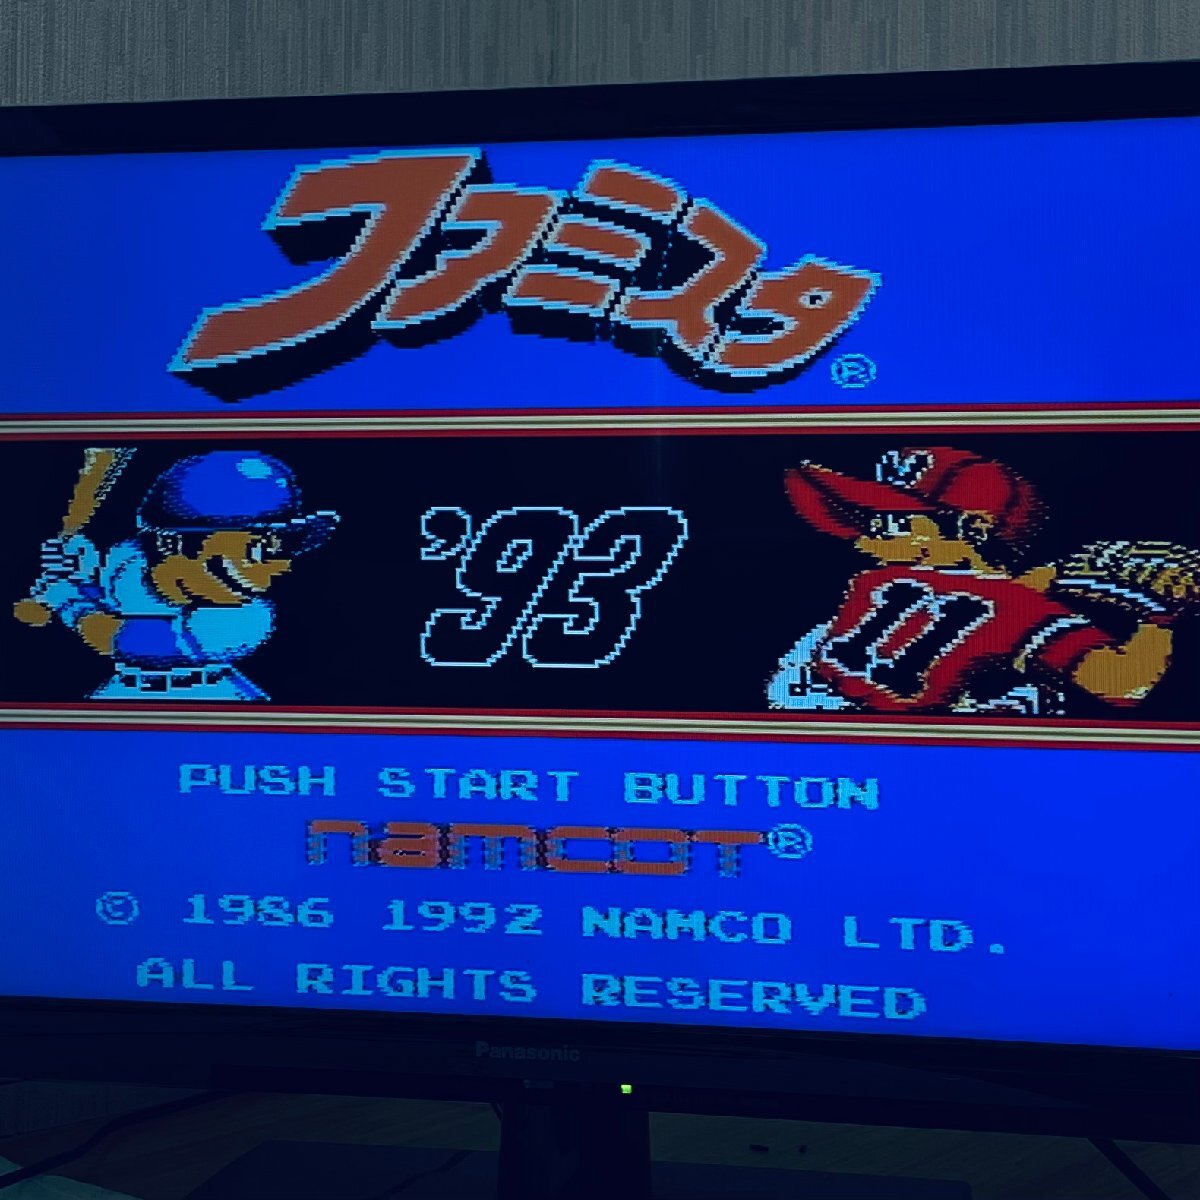 ファミスタ®
'93
PUSH START BUTTON
namcot®
© 1986 1992 NAMCO LTD.
ALL RIGHTS RESERVED
Panasonic